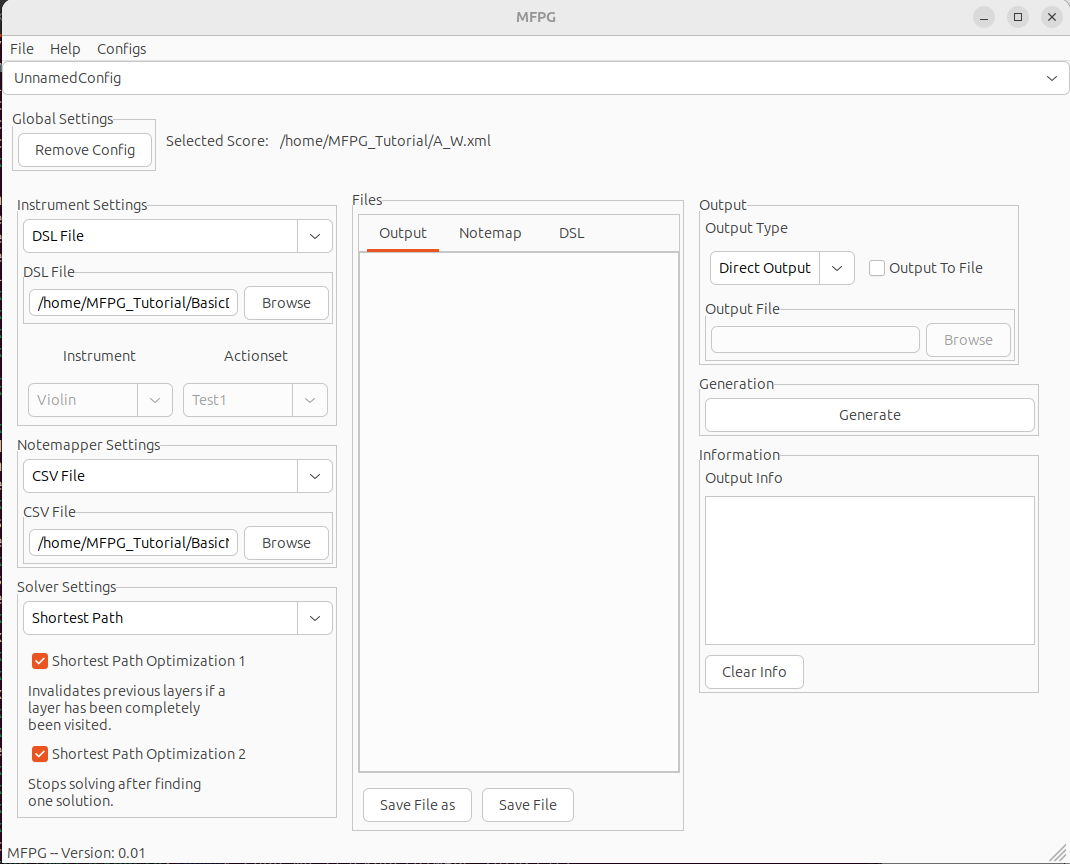 MFPG
File Help Configs
UnnamedConfig
Global Settings
Remove Config
Selected Score: /home/MFPG_Tutorial/A_W.xml
Instrument Settings
DSL File
DSL File
/home/MFPG_Tutorial/Basic
Browse
Instrument Actionset
Violin Test1
Notemapper Settings
CSV File
CSV File
/home/MFPG_Tutorial/Basic
Browse
Solver Settings
Shortest Path
Shortest Path Optimization 1
Invalidates previous layers if a
layer has been completely
been visited.
Shortest Path Optimization 2
Stops solving after finding
one solution.
Files
Output Notemap DSL
Save File as Save File
Output
Output Type
Direct Output Output To File
Output File
Browse
Generation
Generate
Information
Output Info
Clear Info
MFPG -- Version: 0.01